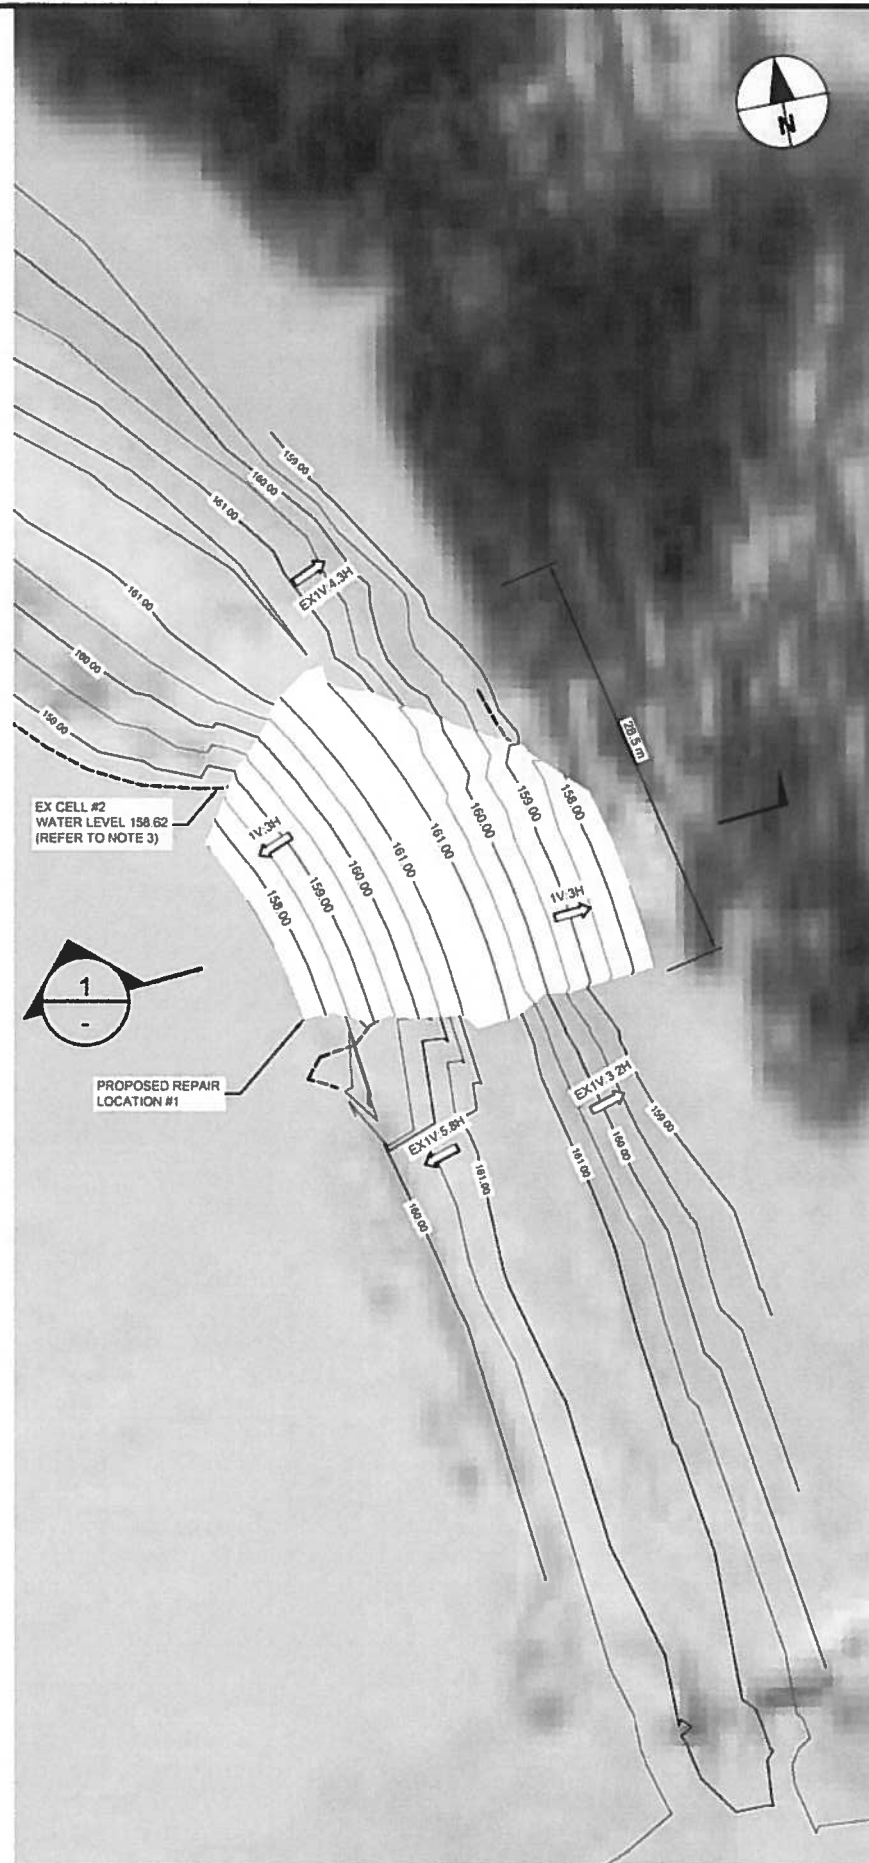 N
159.00
160.00
161.00
EX1V:4.3H
161.00
160.00
159.00
28.5 m
EX CELL #2
WATER LEVEL 158.62
(REFER TO NOTE 3)
1V:3H
158.00
159.00
160.00
161.00
161.00
160.00
159.00
158.00
1V:3H
1
-
PROPOSED REPAIR
LOCATION #1
EX1V:5.8H
160.00
161.00
EX1V:3.2H
161.00
160.00
159.00